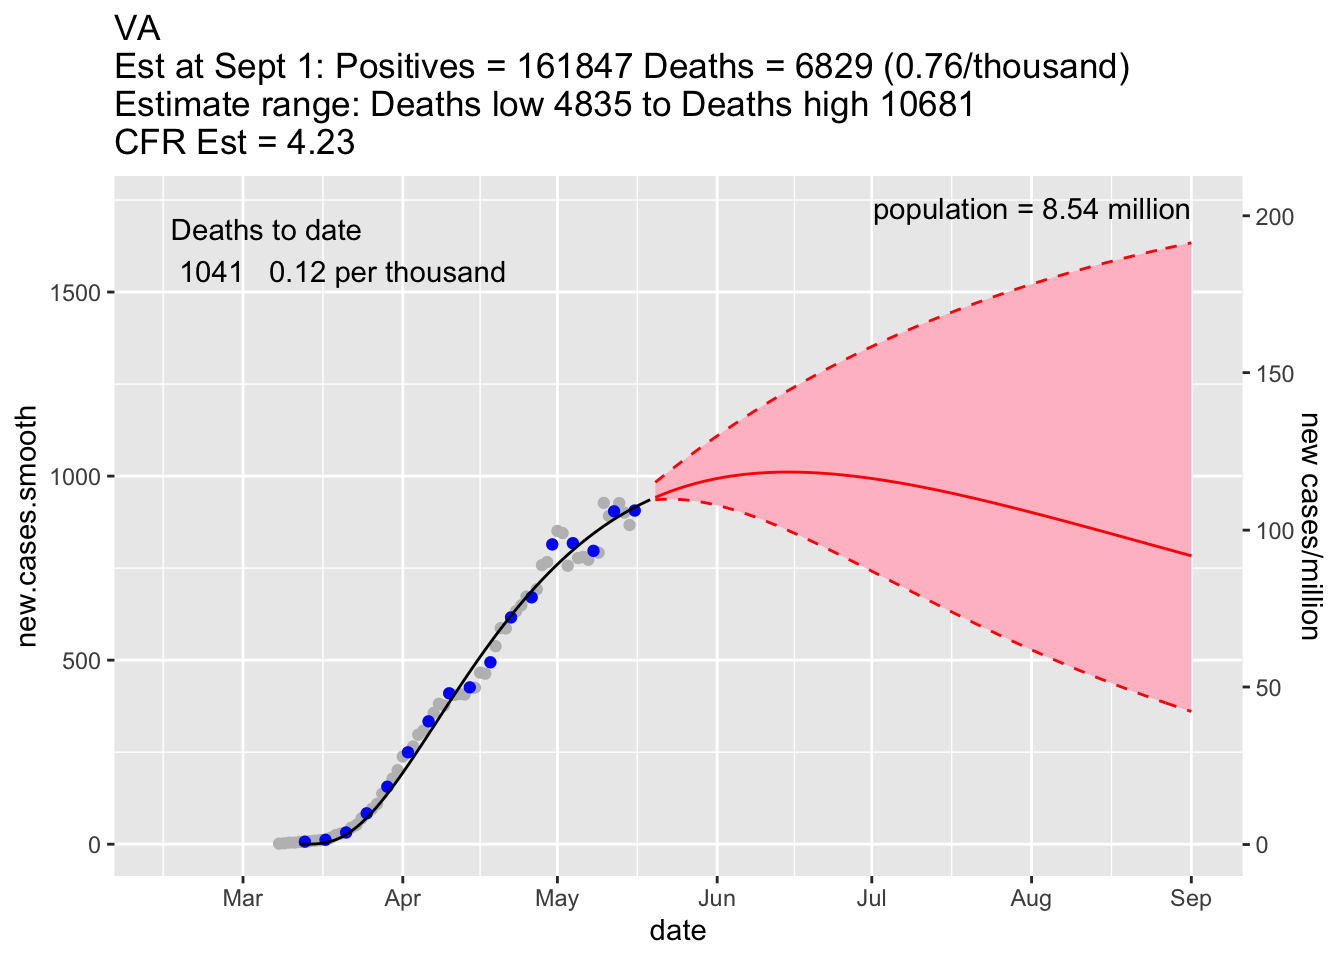 VA
Est at Sept 1: Positives = 161847 Deaths = 6829 (0.76/thousand)
Estimate range: Deaths low 4835 to Deaths high 10681
CFR Est = 4.23
population = 8.54 million
Deaths to date
1041 0.12 per thousand
new.cases.smooth
1500
1000
500
0
200
150
100
50
0
new cases/million
Mar Apr May Jun Jul Aug Sep
date